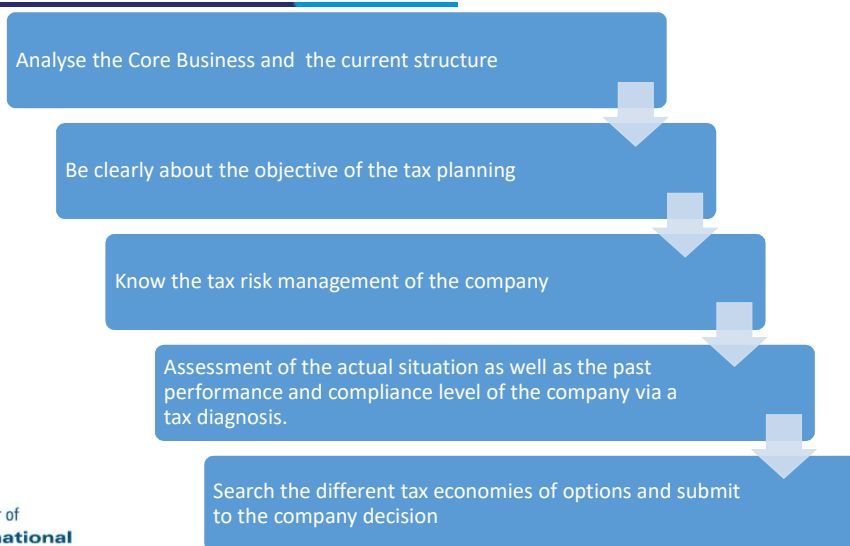 Analyse the Core Business and the current structure
Be clearly about the objective of the tax planning
Know the tax risk management of the company
Assessment of the actual situation as well as the past
performance and compliance level of the company via a
tax diagnosis.
Search the different tax economies of options and submit
to the company decision
of
national